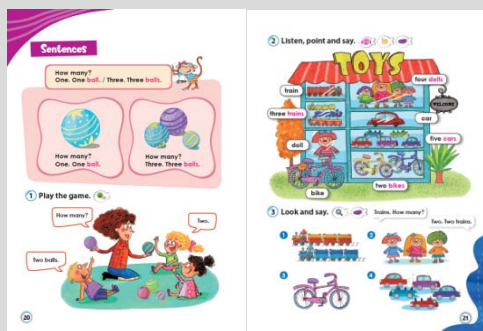 Sentences
How many?
One. One ball. / Three. Three balls.
How many?
One. One ball.
How many?
Three. Three balls.
1 Play the game.
How many?
Two.
Two balls.
20
2 Listen, point and say.
TOYS
train
four dolls
WELCOME
three trains
car
doll
five cars
two bikes
bike
3 Look and say.
Trains. How many?
Two. Two trains.
1
2
3
4
21